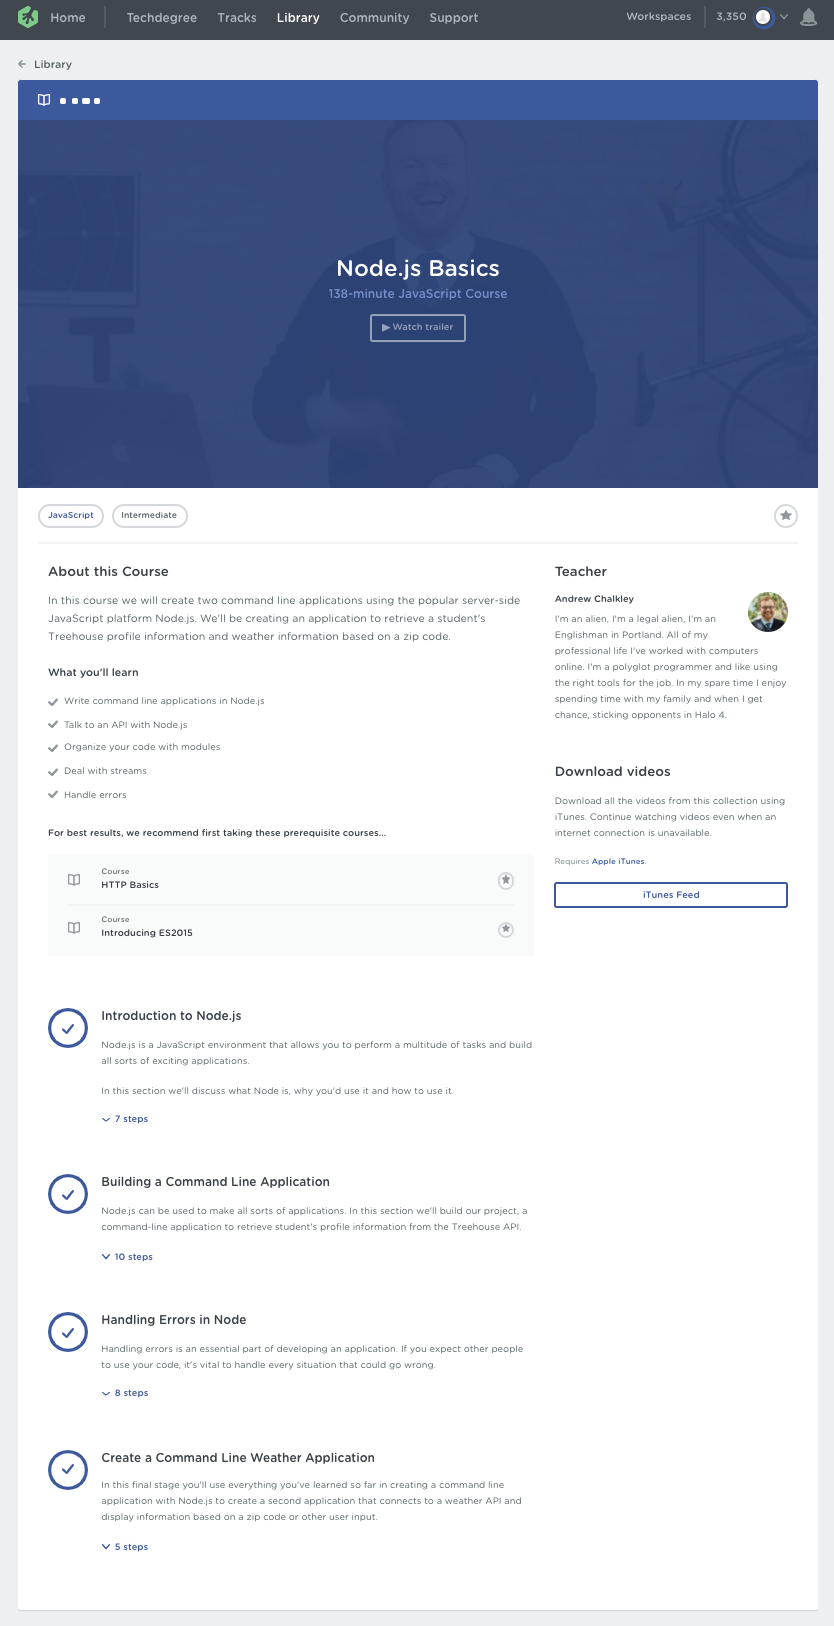 Home
Techdegree
Tracks
Library
Community
Support
Workspaces
3,350
Library
Node.js Basics
138-minute JavaScript Course
Watch trailer
JavaScript
Intermediate
About this Course
In this course we will create two command line applications using the popular server-side
JavaScript platform Node.js. We'll be creating an application to retrieve a student's
Treehouse profile information and weather information based on a zip code.
What you'll learn
Write command line applications in Node.js
Talk to an API with Node.js
Organize your code with modules
Deal with streams
Handle errors
For best results, we recommend first taking these prerequisite courses...
Course
HTTP Basics
Course
Introducing ES2015
Teacher
Andrew Chalkley
I'm an alien, I'm a legal alien, I'm an
Englishman in Portland. All of my
professional life I've worked with computers
online. I'm a polyglot programmer and like using
the right tools for the job. In my spare time I enjoy
spending time with my family and when I get
chance, sticking opponents in Halo 4.
Download videos
Download all the videos from this collection using
iTunes. Continue watching videos even when an
internet connection is unavailable.
Requires Apple iTunes.
iTunes Feed
Introduction to Node.js
Node.js is a JavaScript environment that allows you to perform a multitude of tasks and build
all sorts of exciting applications.
In this section we'll discuss what Node is, why you'd use it and how to use it.
7 steps
Building a Command Line Application
Node.js can be used to make all sorts of applications. In this section we'll build our project, a
command-line application to retrieve student's profile information from the Treehouse API.
10 steps
Handling Errors in Node
Handling errors is an essential part of developing an application. If you expect other people
to use your code, it's vital to handle every situation that could go wrong.
8 steps
Create a Command Line Weather Application
In this final stage you'll use everything you've learned so far in creating a command line
application with Node.js to create a second application that connects to a weather API and
display information based on a zip code or other user input.
5 steps